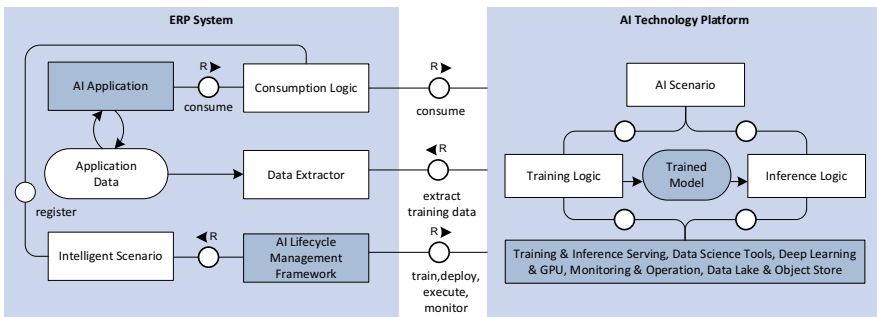 ERP System
AI Technology Platform
R
AI Application
consume
Consumption Logic
R
consume
AI Scenario
Application
Data
Data Extractor
R
extract
training data
Training Logic
Trained
Model
Inference Logic
register
Intelligent Scenario
R
AI Lifecycle
Management
Framework
R
train,deploy,
execute,
monitor
Training & Inference Serving, Data Science Tools, Deep Learning
& GPU, Monitoring & Operation, Data Lake & Object Store